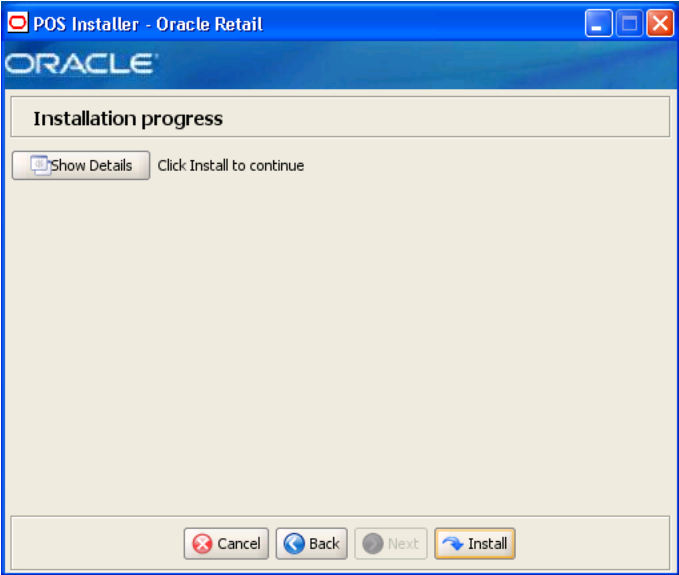 POS Installer - Oracle Retail
ORACLE
Installation progress
Show Details Click Install to continue
Cancel Back Next Install